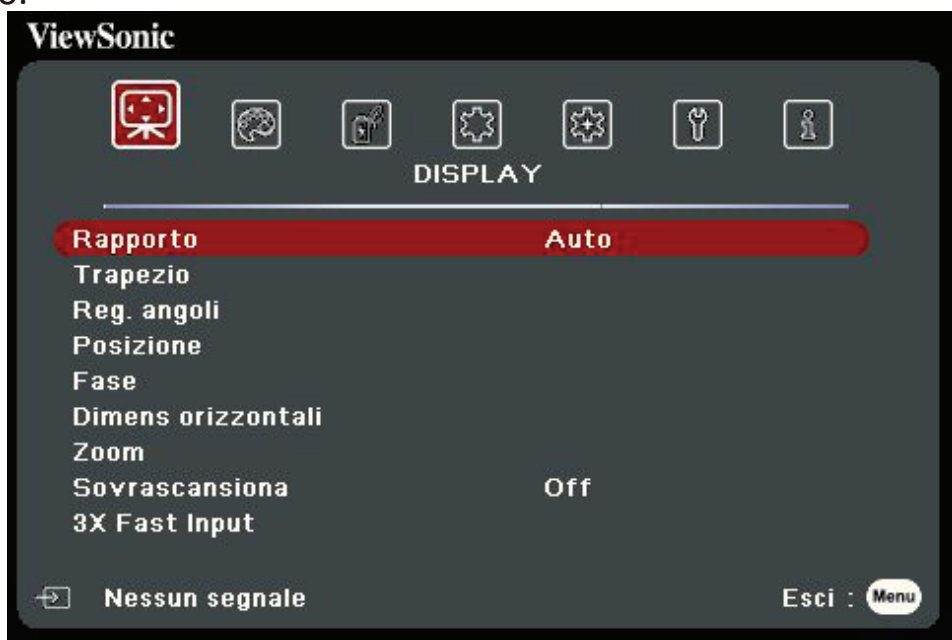 ViewSonic
DISPLAY
Rapporto Auto
Trapezio
Reg. angoli
Posizione
Fase
Dimens orizzontali
Zoom
Sovrascansiona Off
3X Fast Input
Nessun segnale Esci : Menu